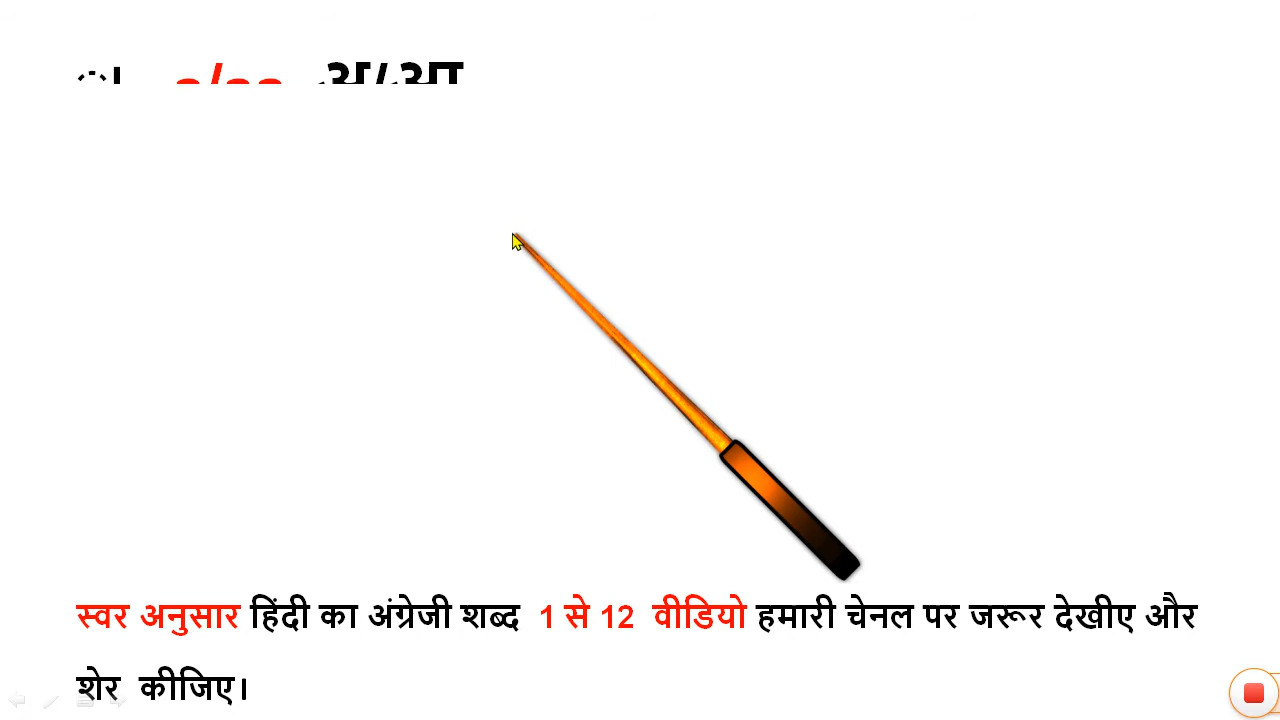 स्वर अनुसार हिंदी का अंग्रेजी शब्द 1 से 12 वीडियो हमारी चेनल पर जरूर देखीए और
शेर कीजिए।